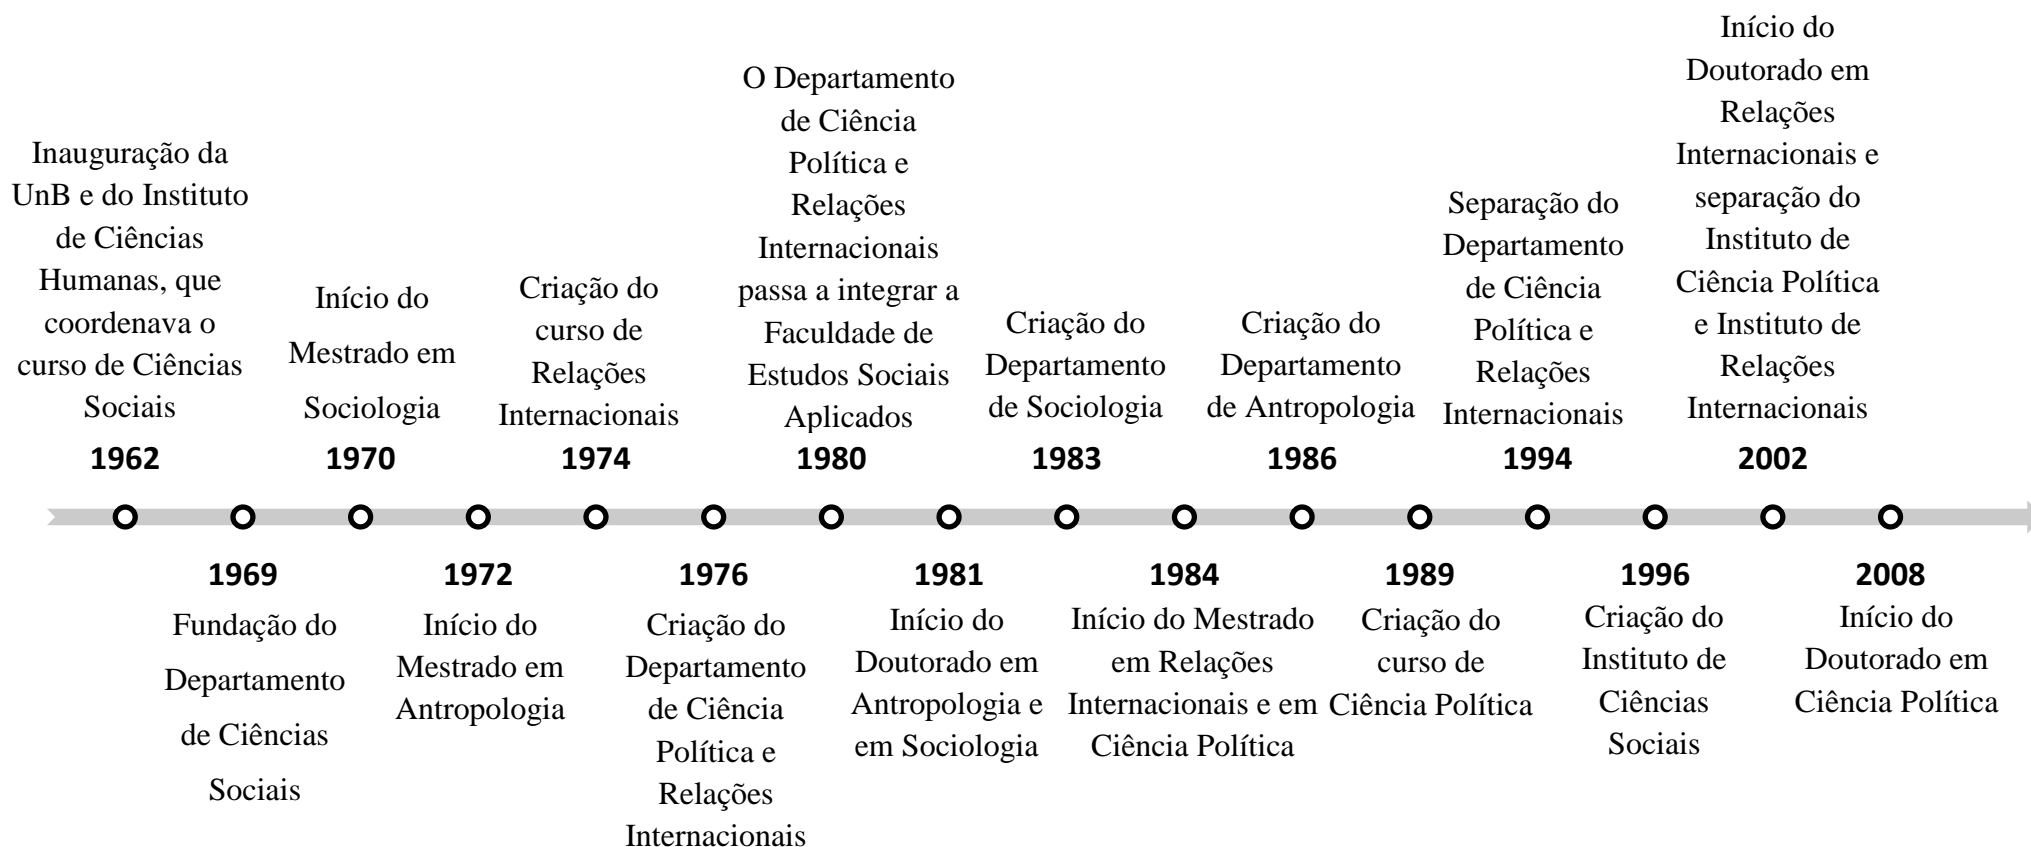 Inauguração da
UnB e do Instituto
de Ciências
Humanas, que
coordenava o
curso de Ciências
Sociais
1962
1969
Fundação do
Departamento
de Ciências
Sociais
Início do
Mestrado em
Sociologia
1970
1972
Início do
Mestrado em
Antropologia
Criação do
curso de
Relações
Internacionais
1974
1976
Criação do
Departamento
de Ciência
Política e
Relações
Internacionais
O Departamento
de Ciência
Política e
Relações
Internacionais
passa a integrar a
Faculdade de
Estudos Sociais
Aplicados
1980
1981
Início do
Doutorado em
Antropologia e
em Sociologia
Criação do
Departamento
de Sociologia
1983
1984
Início do Mestrado
em Relações
Internacionais e em
Ciência Política
Criação do
Departamento
de Antropologia
1986
1989
Criação do
curso de
Ciência Política
Separação do
Departamento
de Ciência
Política e
Relações
Internacionais
1994
1996
Criação do
Instituto de
Ciências
Sociais
Início do
Doutorado em
Relações
Internacionais e
separação do
Instituto de
Ciência Política
e Instituto de
Relações
Internacionais
2002
2008
Início do
Doutorado em
Ciência Política